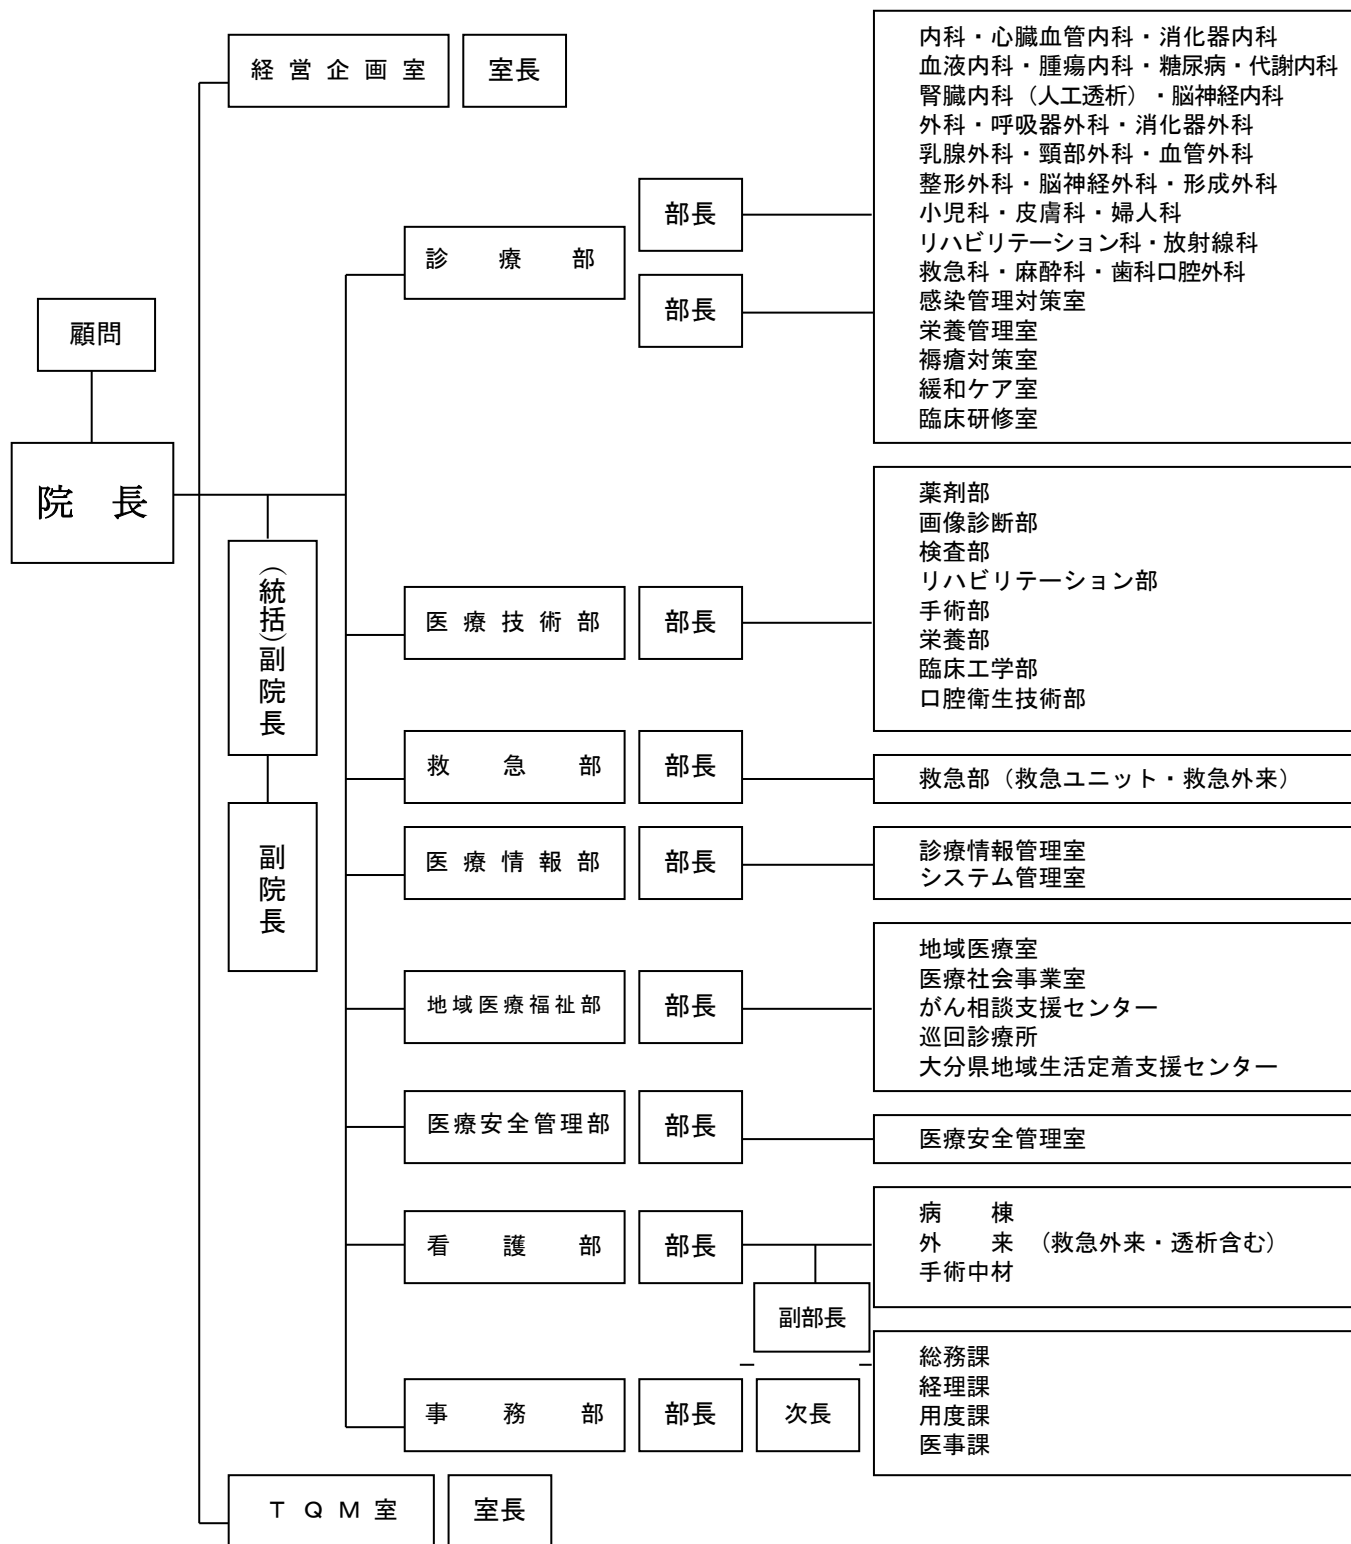 経営企画室 室長
内科・心臓血管内科・消化器内科
血液内科・腫瘍内科・糖尿病・代謝内科
腎臓内科（人工透析）・脳神経内科
外科・呼吸器外科・消化器外科
乳腺外科・頸部外科・血管外科
整形外科・脳神経外科・形成外科
小児科・皮膚科・婦人科
リハビリテーション科・放射線科
救急科・麻酔科・歯科口腔外科
感染管理対策室
栄養管理室
褥瘡対策室
緩和ケア室
臨床研修室
診療部
部長
部長
顧問
院長
（統括）副院長
副院長
医療技術部 部長
薬剤部
画像診断部
検査部
リハビリテーション部
手術部
栄養部
臨床工学部
口腔衛生技術部
救急部 部長
救急部（救急ユニット・救急外来）
医療情報部 部長
診療情報管理室
システム管理室
地域医療福祉部 部長
地域医療室
医療社会事業室
がん相談支援センター
巡回診療所
大分県地域生活定着支援センター
医療安全管理部 部長
医療安全管理室
看護部 部長
副部長
病棟
外来（救急外来・透析含む）
手術中材
事務部 部長 次長
総務課
経理課
用度課
医事課
ＴＱＭ室 室長